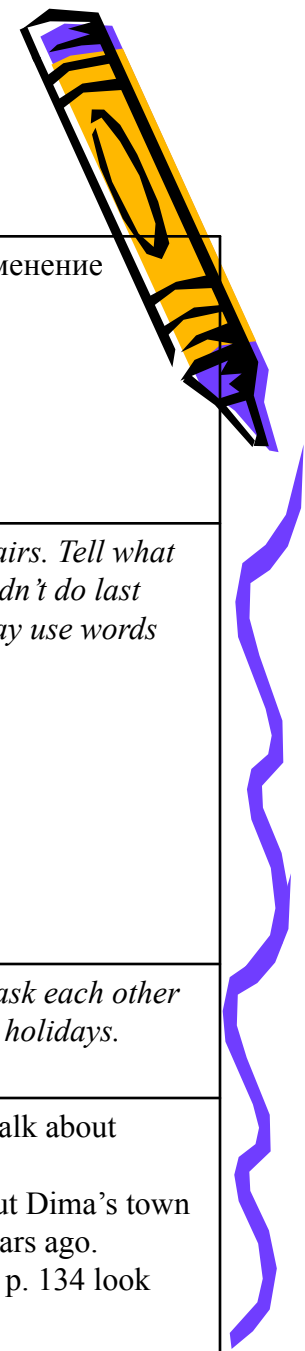 менение
airs. Tell what
dn’t do last
ay use words
ask each other
holidays.
alk about
ut Dima’s town
ars ago.
p. 134 look